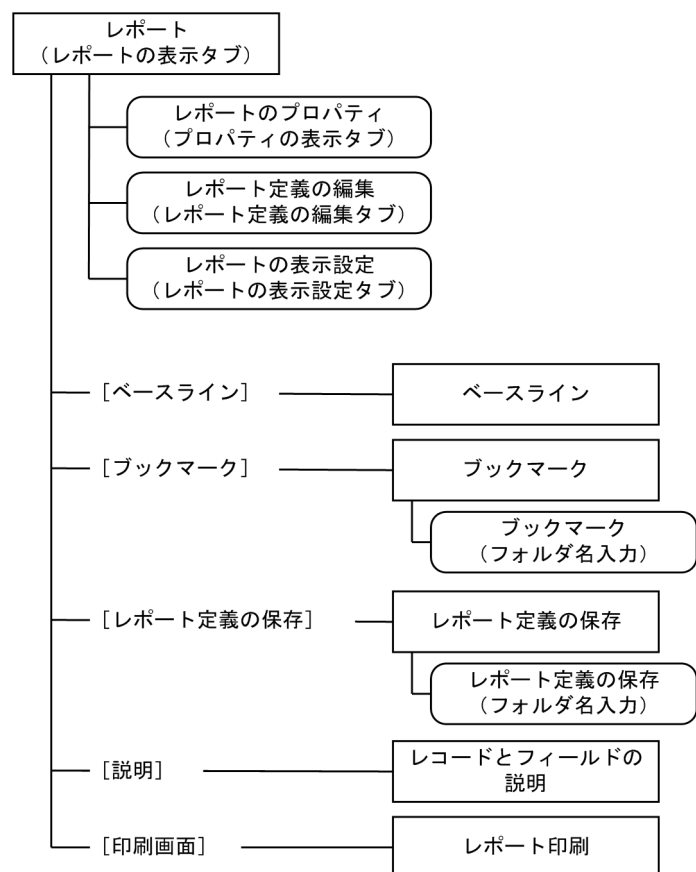 レポート
（レポートの表示タブ）
レポートのプロパティ
（プロパティの表示タブ）
レポート定義の編集
（レポート定義の編集タブ）
レポートの表示設定
（レポートの表示設定タブ）
［ベースライン］
ベースライン
［ブックマーク］
ブックマーク
ブックマーク
（フォルダ名入力）
［レポート定義の保存］
レポート定義の保存
レポート定義の保存
（フォルダ名入力）
［説明］
レコードとフィールドの
説明
［印刷画面］
レポート印刷